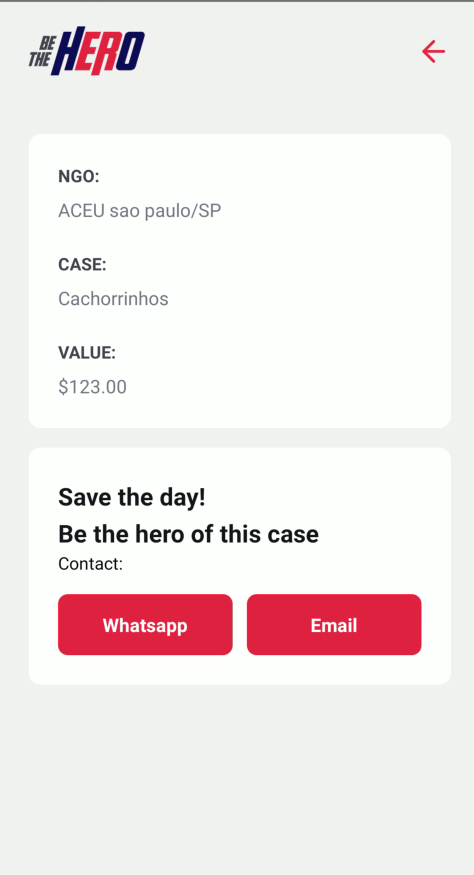 BE
THE HERO
NGO:
ACEU sao paulo/SP
CASE:
Cachorrinhos
VALUE:
$123.00
Save the day!
Be the hero of this case
Contact:
Whatsapp Email